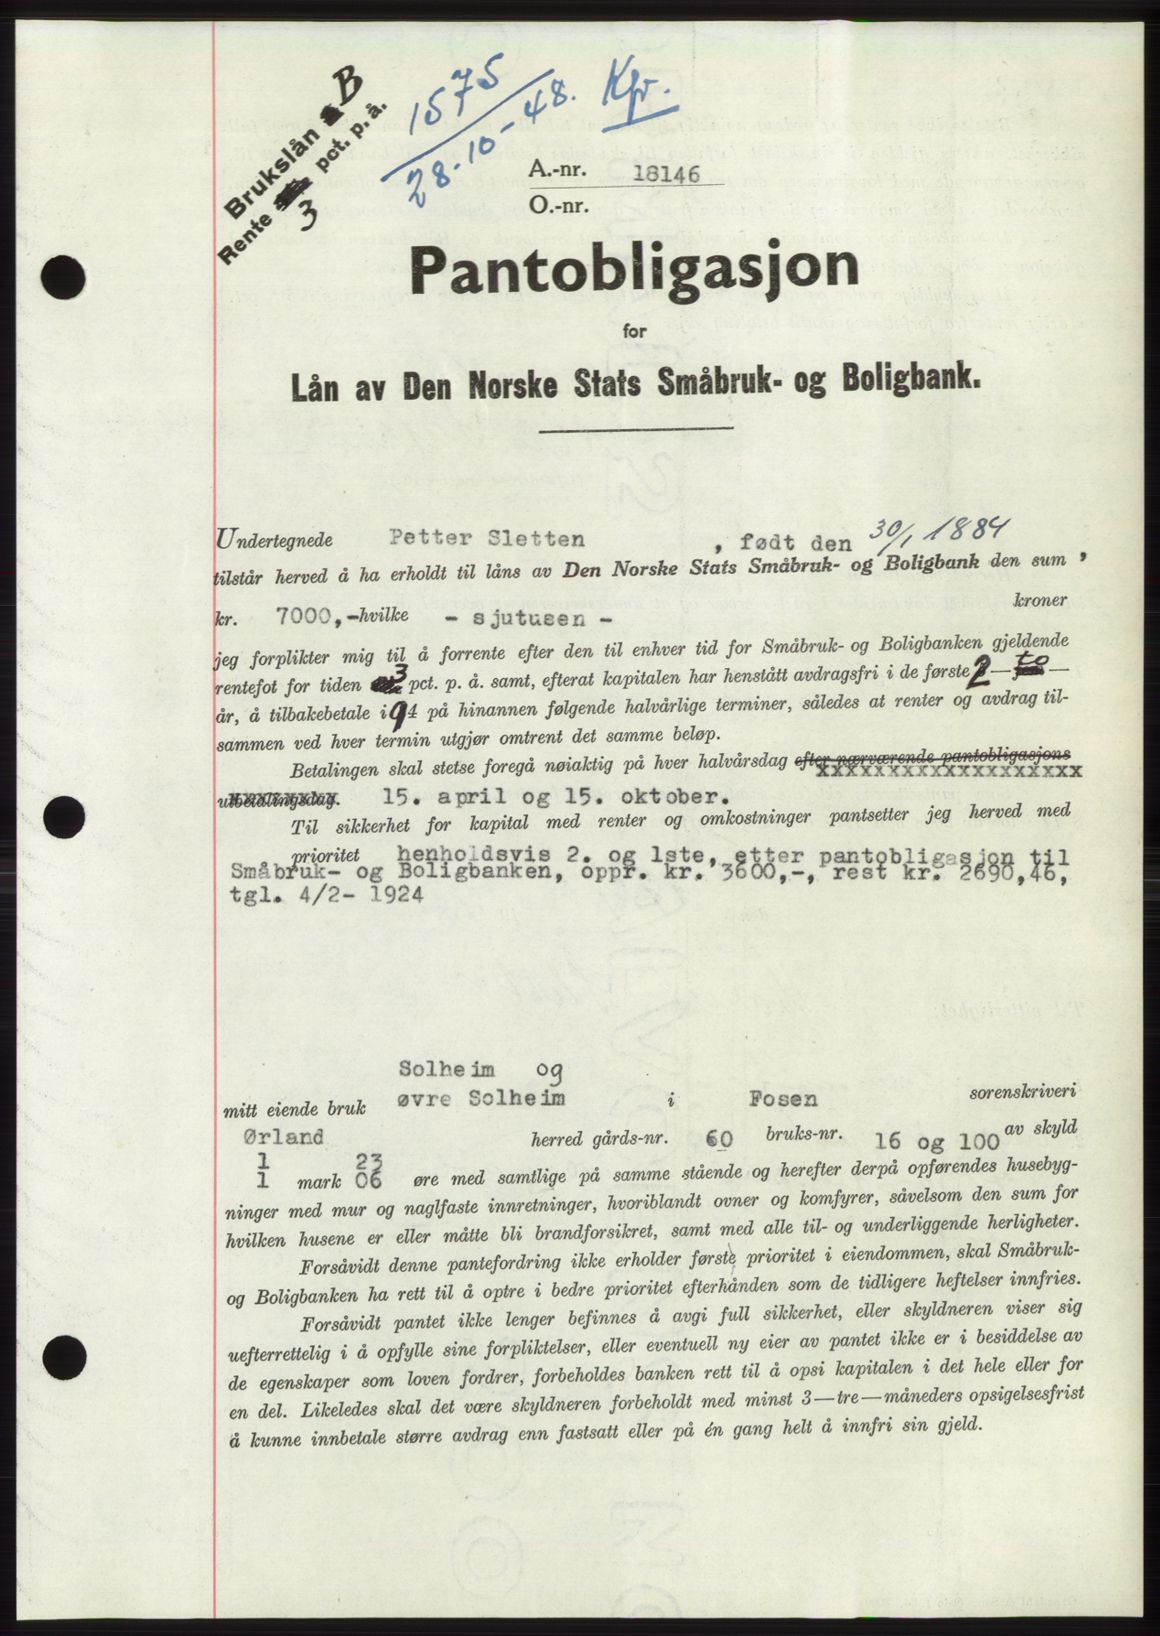 Brukslån B
Rente 3 pct. p. å.
1575
28.10-48. Kfr.
A.-nr. 18146
O.-nr.
Pantobligasjon
for
Lån av Den Norske Stats Småbruk- og Boligbank.
Undertegnede Petter Sletten , født den 30/1 1884
tilstår herved å ha erholdt til låns av Den Norske Stats Småbruk- og Boligbank den sum ,
kr. 7000,-hvilke - sjutusen - kroner
jeg forplikter mig til å forrente efter den til enhver tid for Småbruk- og Boligbanken gjeldende
rentefot for tiden 3 pct. p. å. samt, efterat kapitalen har henstått avdragsfri i de første 2 — to —
år, å tilbakebetale i 94 på hinannen følgende halvårlige terminer, således at renter og avdrag til-
sammen ved hver termin utgjør omtrent det samme beløp.
Betalingen skal stetse foregå nøiaktig på hver halvårsdag efter nærværende pantobligasjons
xxxxxxxxxxxxxxxxxxx
utbetalingsdag. 15. april og 15. oktober.
Til sikkerhet for kapital med renter og omkostninger pantsetter jeg herved med
prioritet henholdsvis 2. og 1ste, etter pantobligasjon til
Småbruk- og Boligbanken, oppr. kr. 3600,-, rest kr. 2690,46,
tgl. 4/2- 1924
Solheim og
mitt eiende bruk øvre Solheim i Fosen sorenskriveri
Ørland herred gårds-nr. 60 bruks-nr. 16 og 100 av skyld
1 23
1 mark 06 øre med samtlige på samme stående og herefter derpå opførendes husebyg-
ninger med mur og naglfaste innretninger, hvoriblandt ovner og komfyrer, såvelsom den sum for
hvilken husene er eller måtte bli brandforsikret, samt med alle til- og underliggende herligheter.
Forsåvidt denne pantefordring ikke erholder første prioritet i eiendommen, skal Småbruk-
og Boligbanken ha rett til å optre i bedre prioritet efterhånden som de tidligere heftelser innfries.
Forsåvidt pantet ikke lenger befinnes å avgi full sikkerhet, eller skyldneren viser sig
uefterrettelig i å opfylle sine forpliktelser, eller eventuell ny eier av pantet ikke er i besiddelse av
de egenskaper som loven fordrer, forbeholdes banken rett til å opsi kapitalen i det hele eller for
en del. Likeledes skal det være skyldneren forbeholdt med minst 3—tre—måneders opsigelsesfrist
å kunne innbetale større avdrag enn fastsatt eller på én gang helt å innfri sin gjeld.